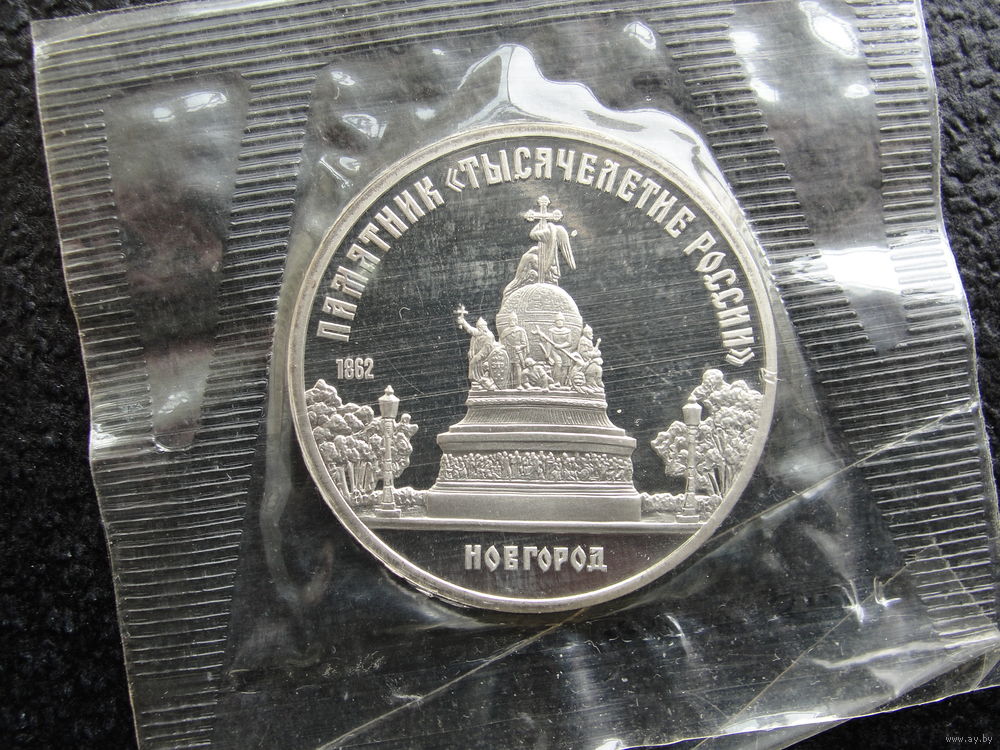 ПАМЯТНИК «ТЫСЯЧЕЛЕТИЕ РОССИИ»
1862
НОВГОРОД
www.ay.by